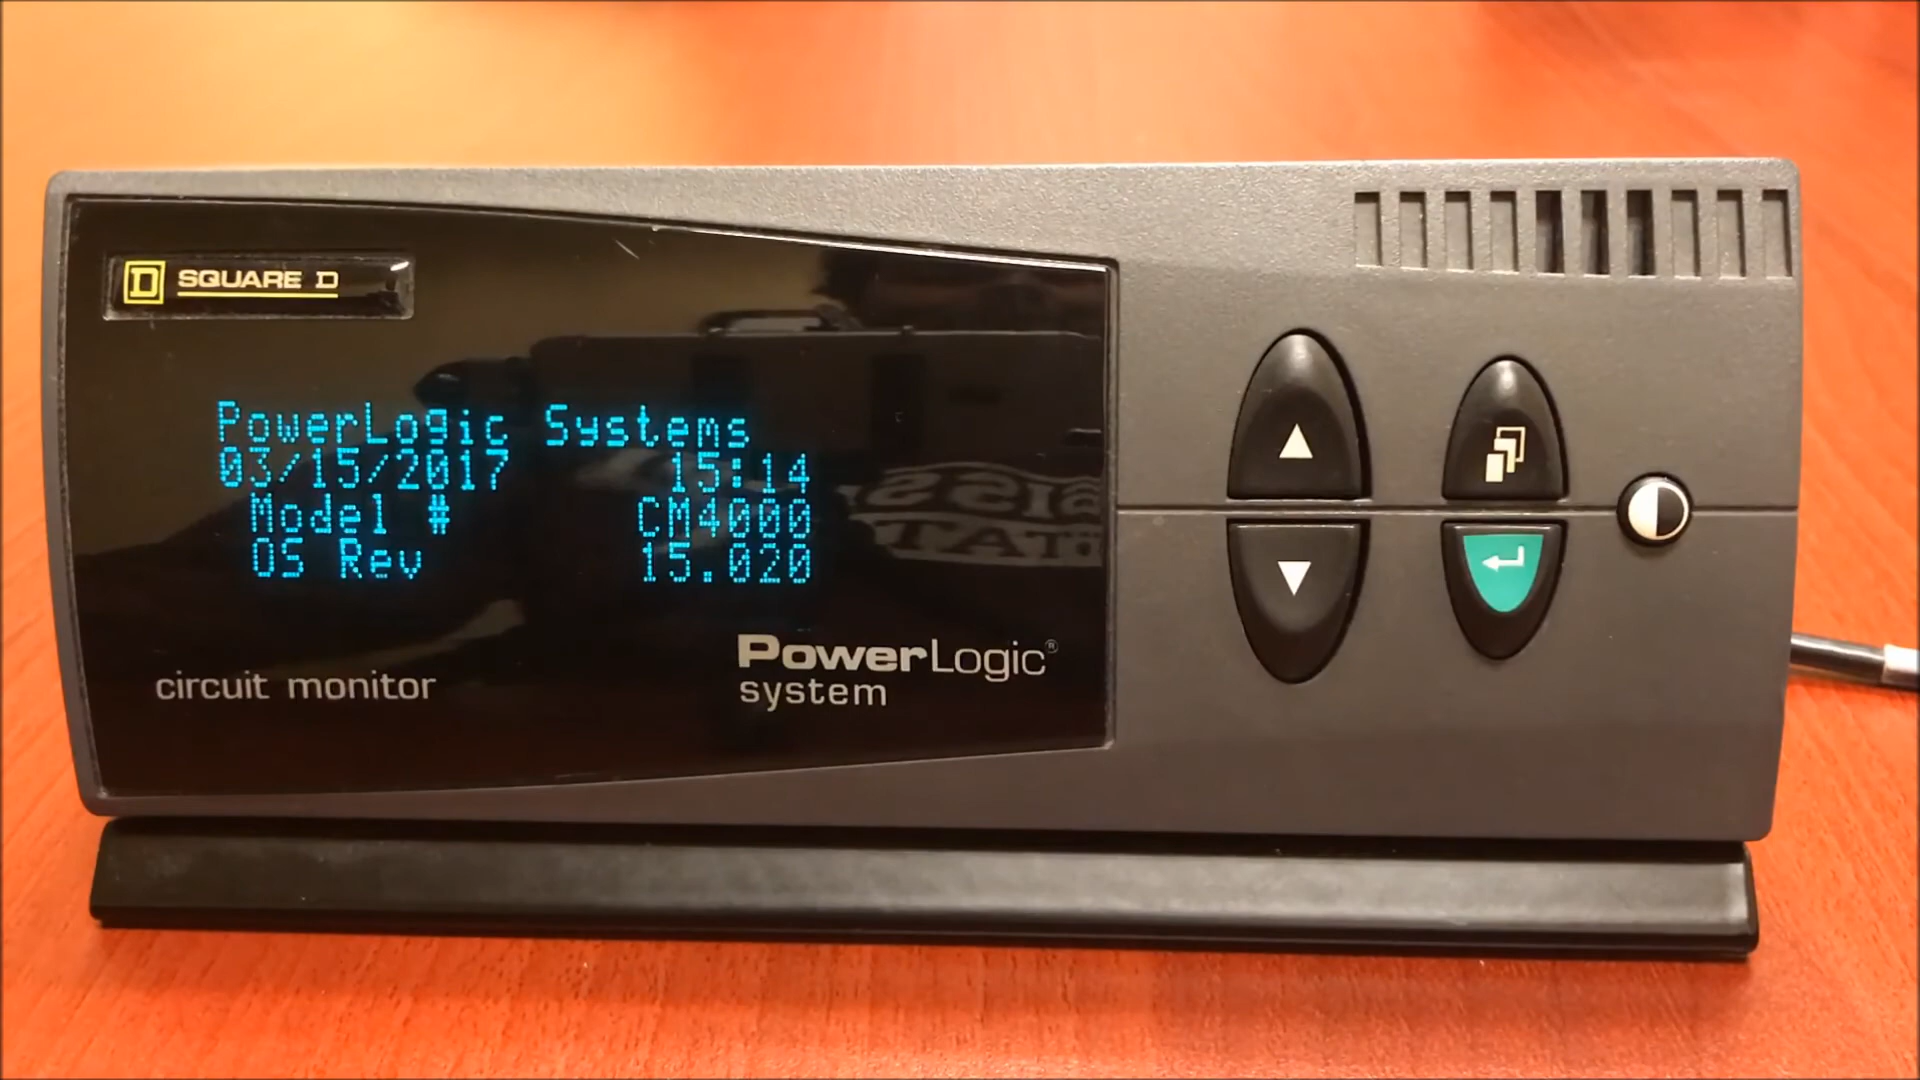 SQUARE D
PowerLogic Systems
03/15/2017 15:14
Model # CM4000
OS Rev 15.020
circuit monitor
PowerLogic®
system